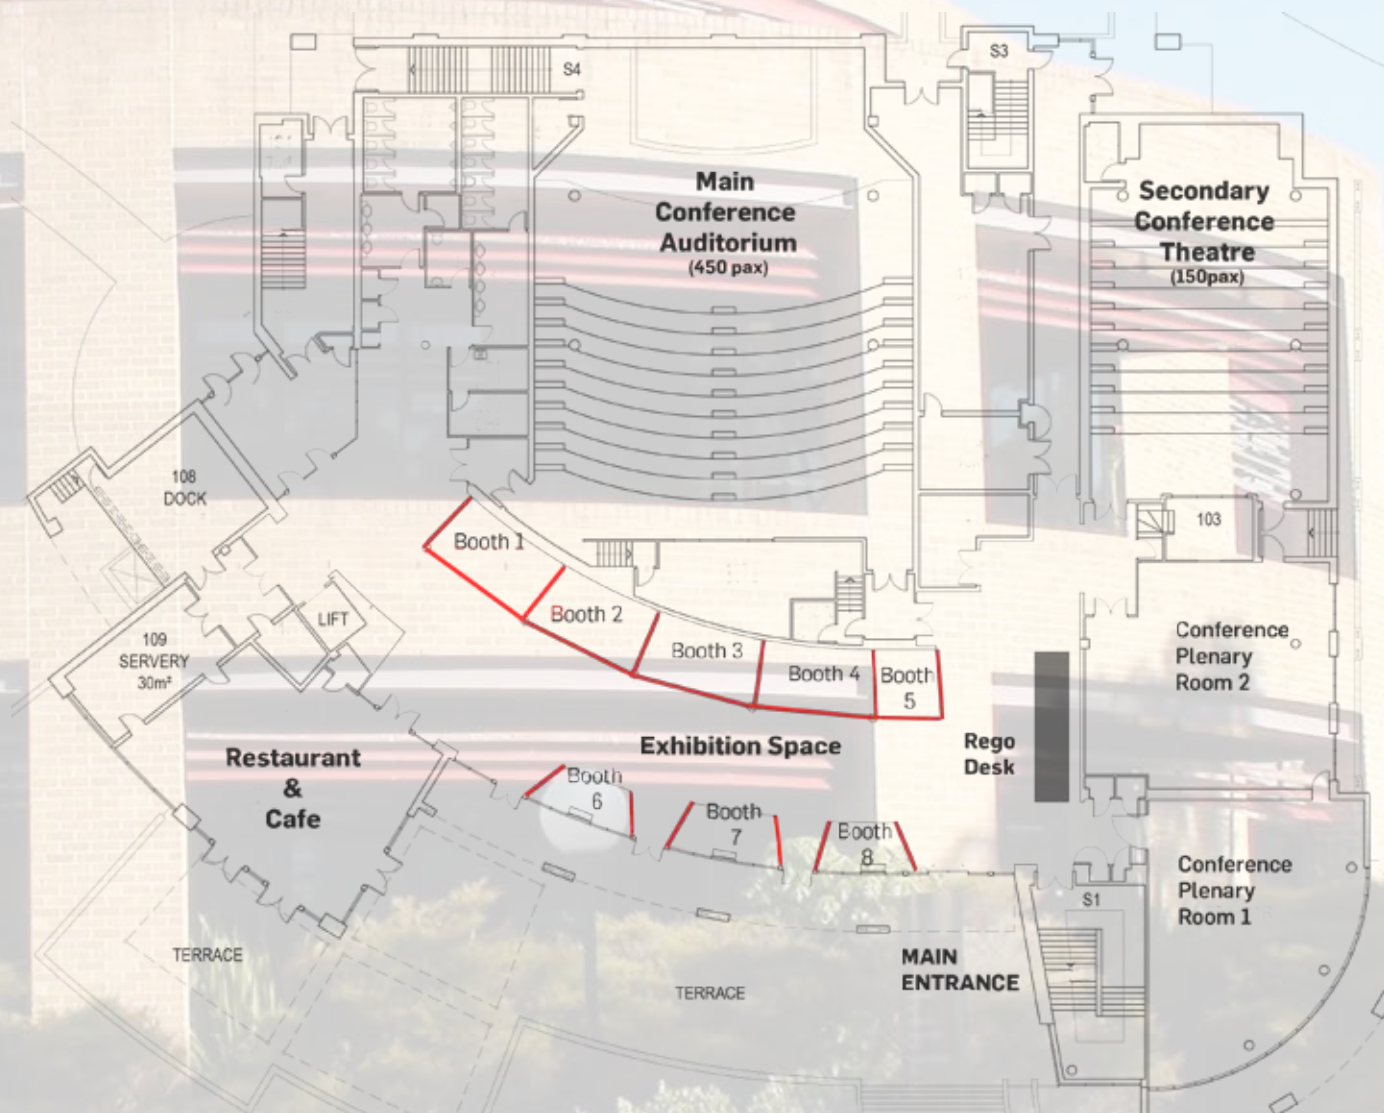 S3
S4
Main
Conference
Auditorium
(450 pax)
Secondary
Conference
Theatre
(150pax)
108
DOCK
103
Booth 1
Booth 2
Booth 3
Booth 4
Booth
5
LIFT
109
SERVERY
30m²
Conference
Plenary
Room 2
Restaurant
&
Cafe
Exhibition Space
Rego
Desk
Booth
6
Booth
7
Booth
8
Conference
Plenary
Room 1
S1
TERRACE
TERRACE
MAIN
ENTRANCE